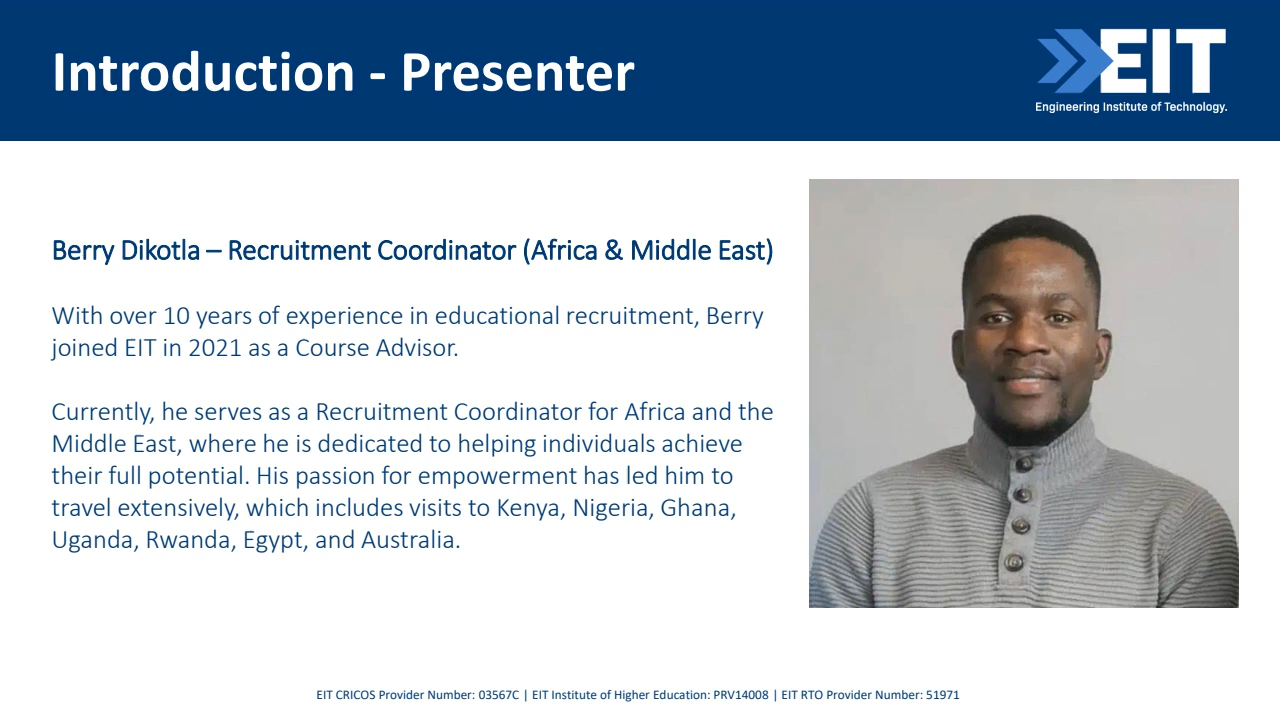 Introduction - Presenter
EIT
Engineering Institute of Technology.
Berry Dikotla – Recruitment Coordinator (Africa & Middle East)
With over 10 years of experience in educational recruitment, Berry
joined EIT in 2021 as a Course Advisor.
Currently, he serves as a Recruitment Coordinator for Africa and the
Middle East, where he is dedicated to helping individuals achieve
their full potential. His passion for empowerment has led him to
travel extensively, which includes visits to Kenya, Nigeria, Ghana,
Uganda, Rwanda, Egypt, and Australia.
EIT CRICOS Provider Number: 03567C | EIT Institute of Higher Education: PRV14008 | EIT RTO Provider Number: 51971